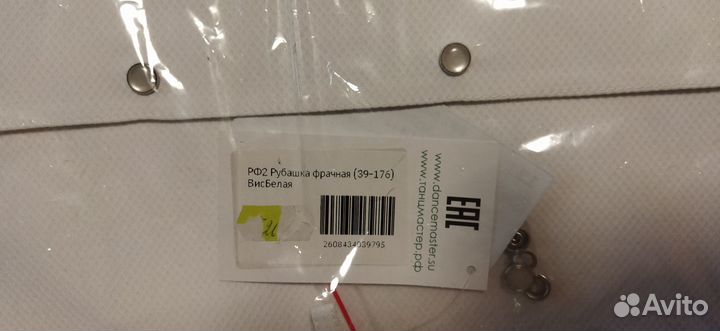 РФ2 Рубашка фрачная (39-176)
ВисБелая
2608434039795
www.dancemaster.su
www.танцмастер.рф
EAC
Avito